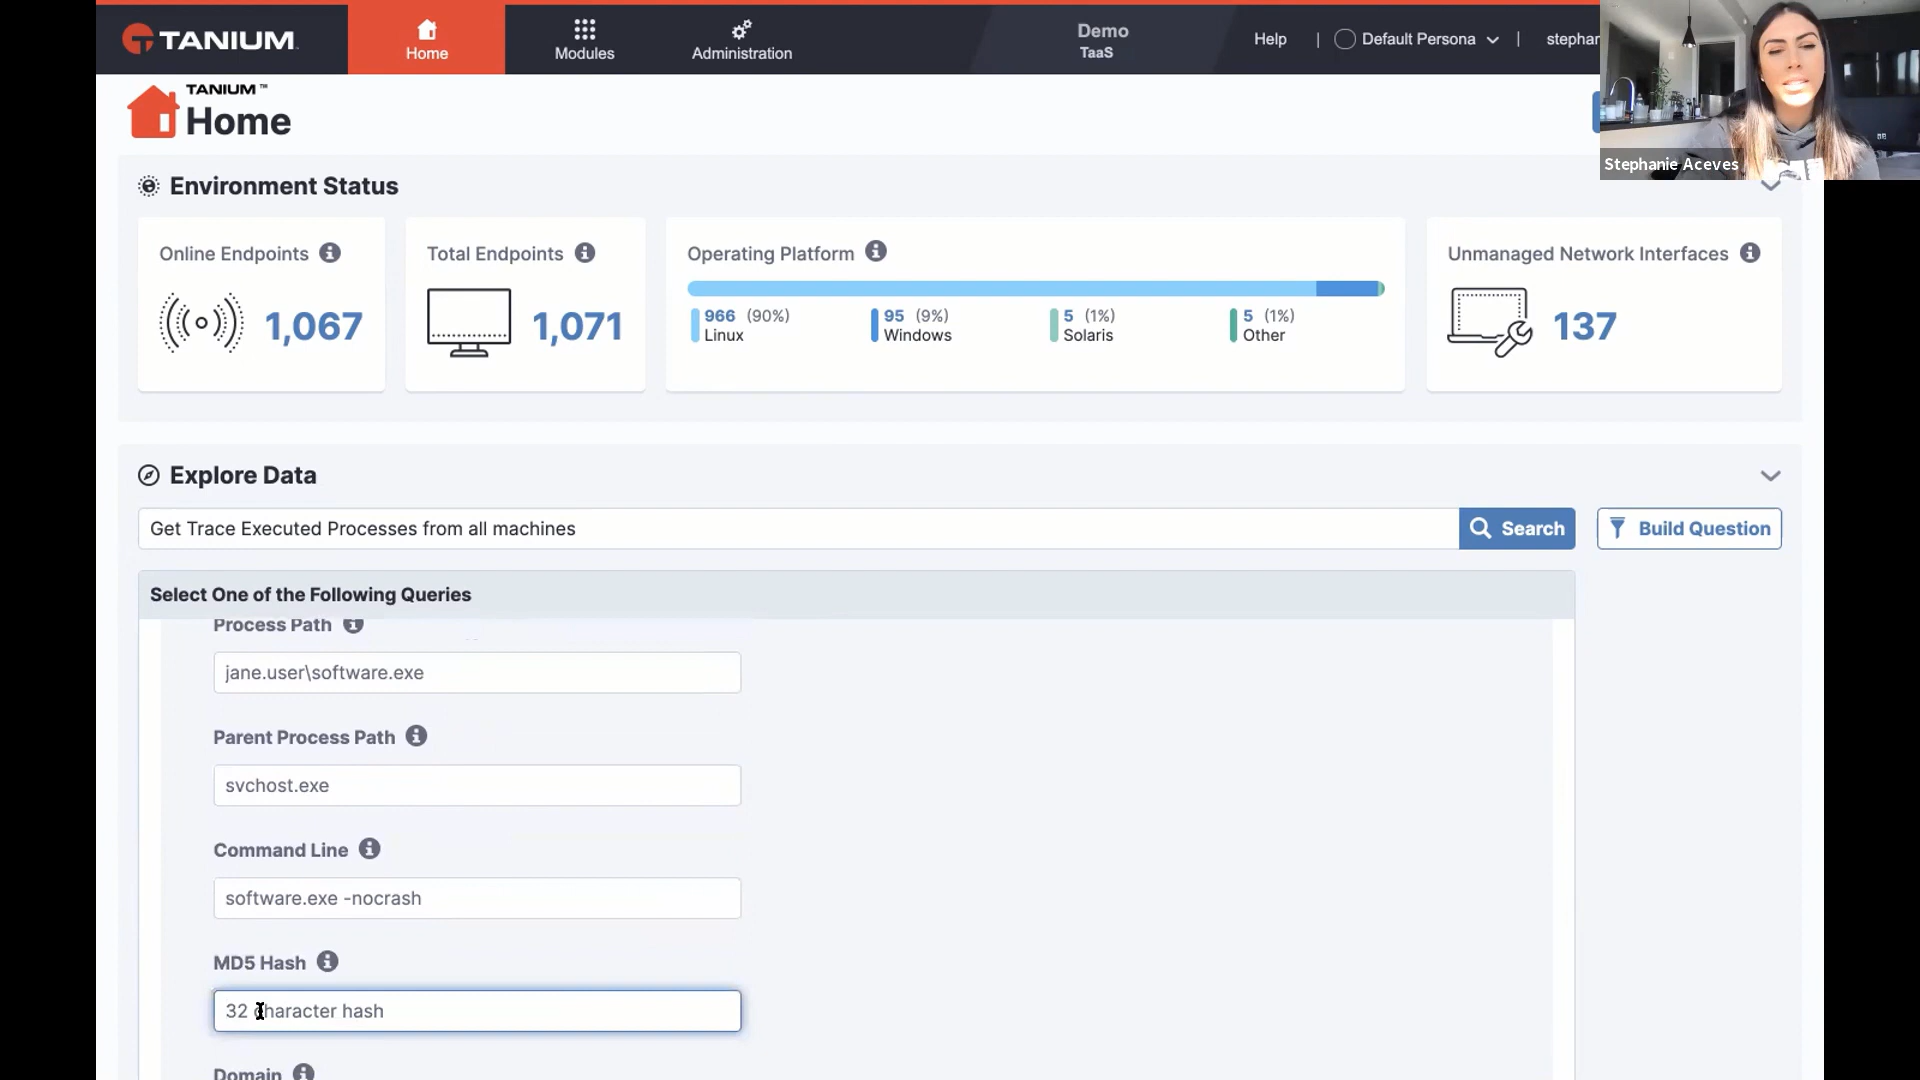 TANIUM
Home
Modules
Administration
Demo
TaaS
Help
|
Default Persona
|
stephan
Stephanie Aceves
TANIUM™
Home
Environment Status
Online Endpoints
1,067
Total Endpoints
1,071
Operating Platform
966 (90%)
Linux
95 (9%)
Windows
5 (1%)
Solaris
5 (1%)
Other
Unmanaged Network Interfaces
137
Explore Data
Get Trace Executed Processes from all machines
Search
Build Question
Select One of the Following Queries
Process Path
jane.user\software.exe
Parent Process Path
svchost.exe
Command Line
software.exe -nocrash
MD5 Hash
32 character hash
Domain